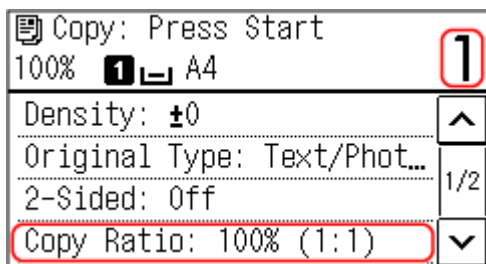 Copy: Press Start
100% 1 A4
1
Density: ±0
Original Type: Text/Phot...
1/2
2-Sided: Off
Copy Ratio: 100% (1:1)